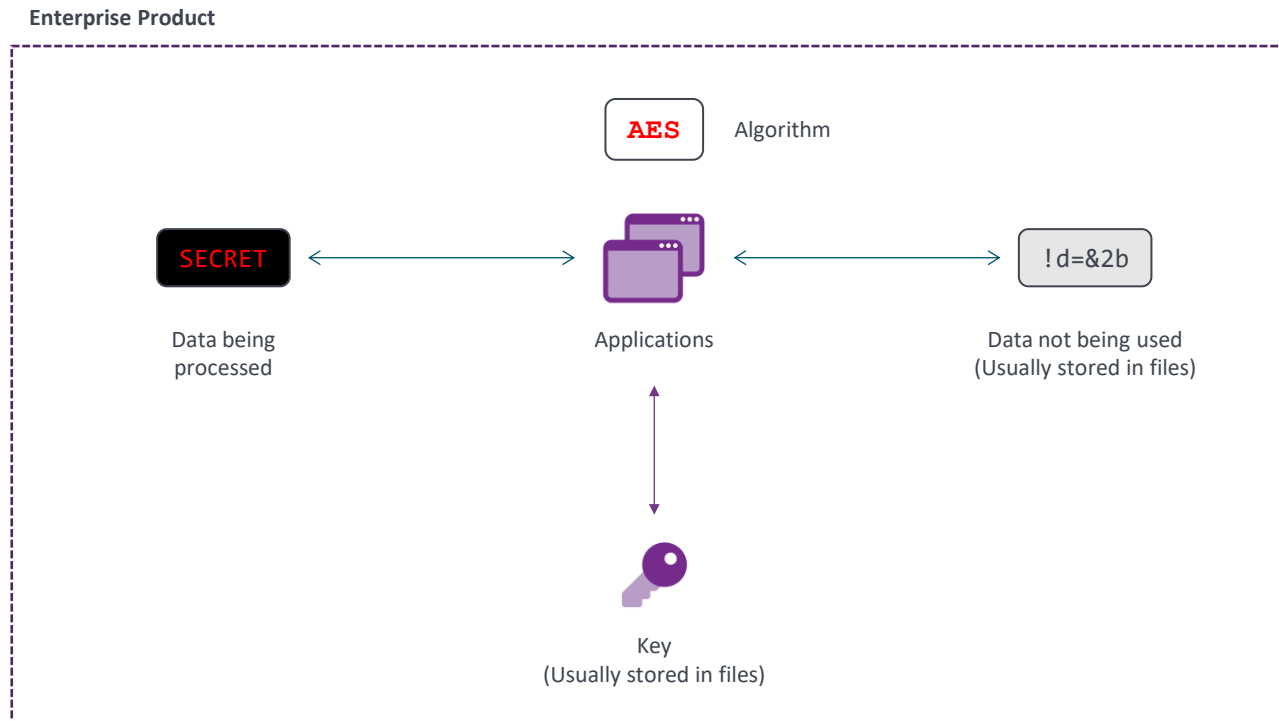 Enterprise Product
AES
Algorithm
SECRET
!d=&2b
Data being
processed
Applications
Data not being used
(Usually stored in files)
Key
(Usually stored in files)